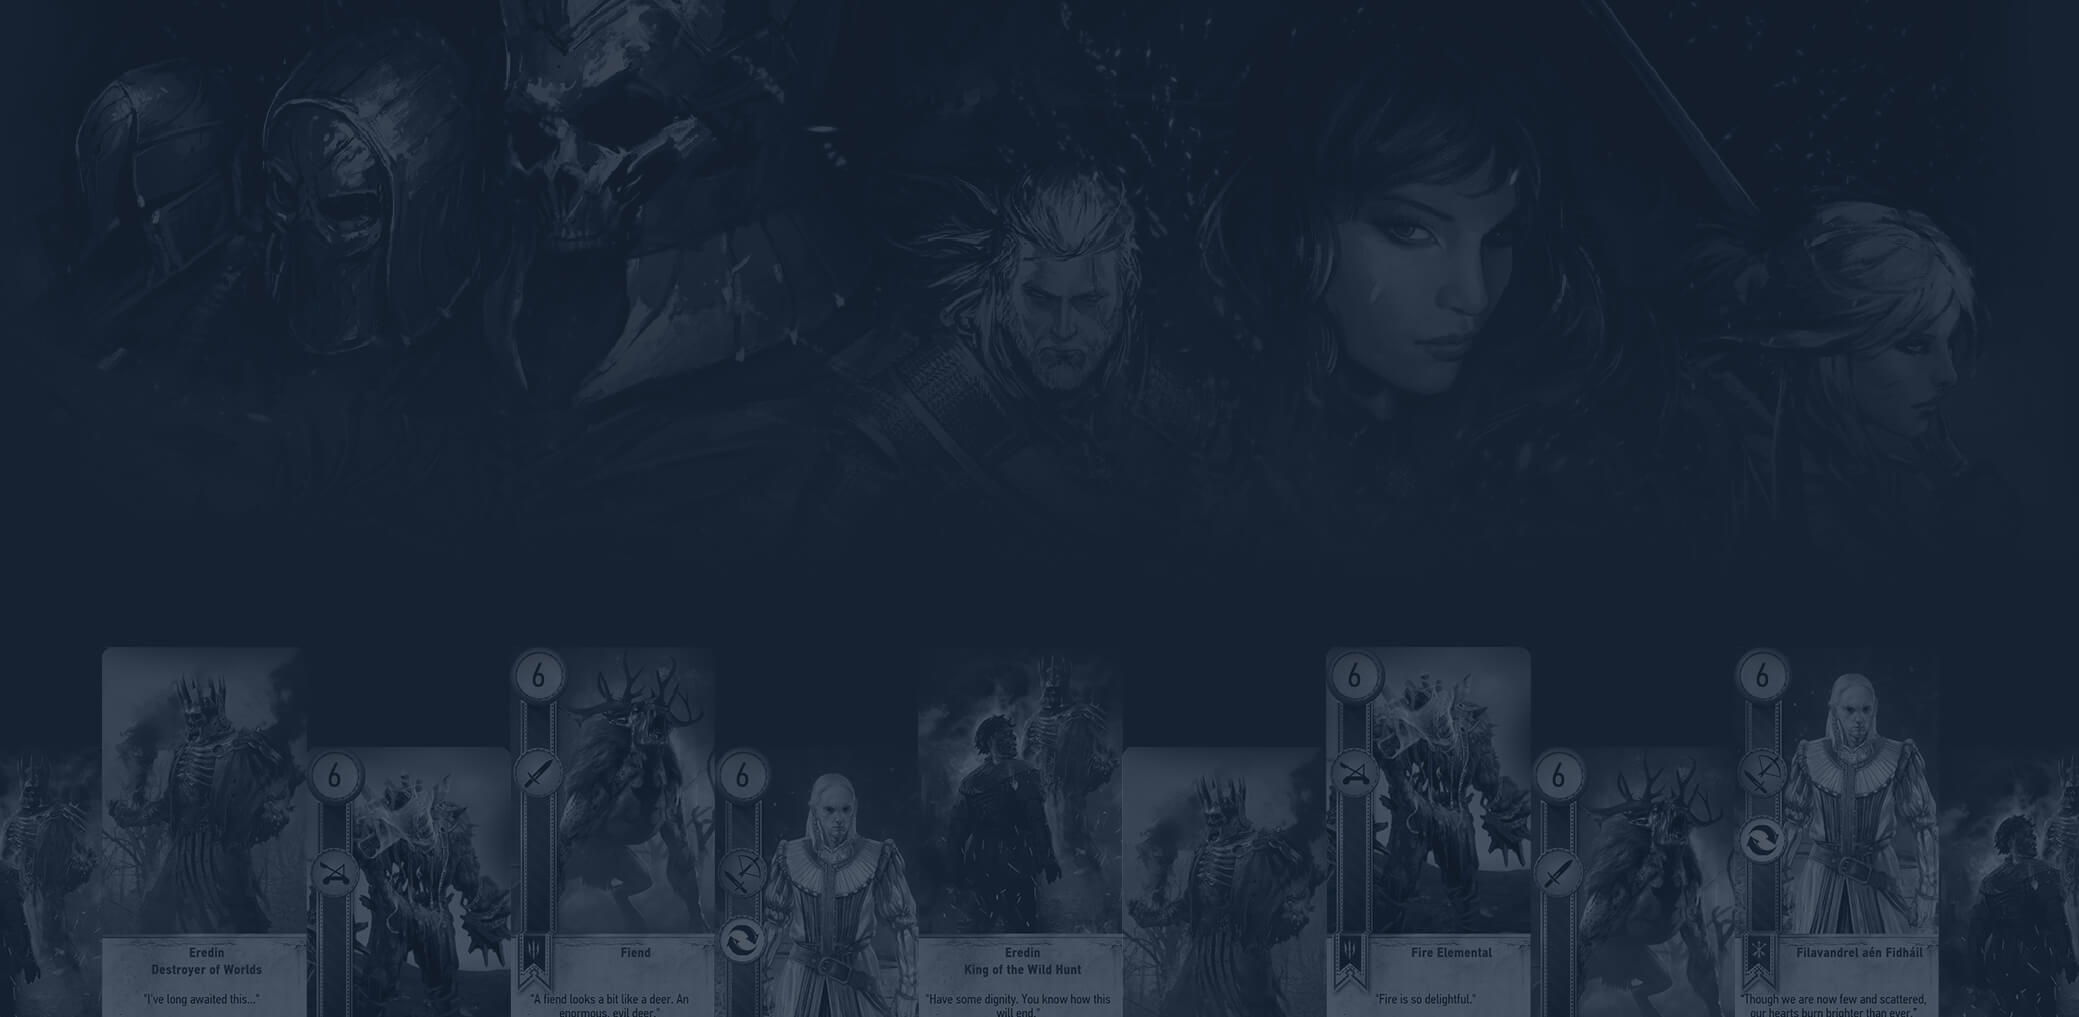 6
6
6
6
6
6
6
Eredin
Destroyer of Worlds
"I've long awaited this..."
Fiend
"A fiend looks a bit like a deer. An
enormous, evil deer."
Eredin
King of the Wild Hunt
"Have some dignity. You know how this
will end."
Fire Elemental
"Fire is so delightful."
Filavandrel aén Fidháil
"Though we are now few and scattered,
our hearts burn brighter than ever."